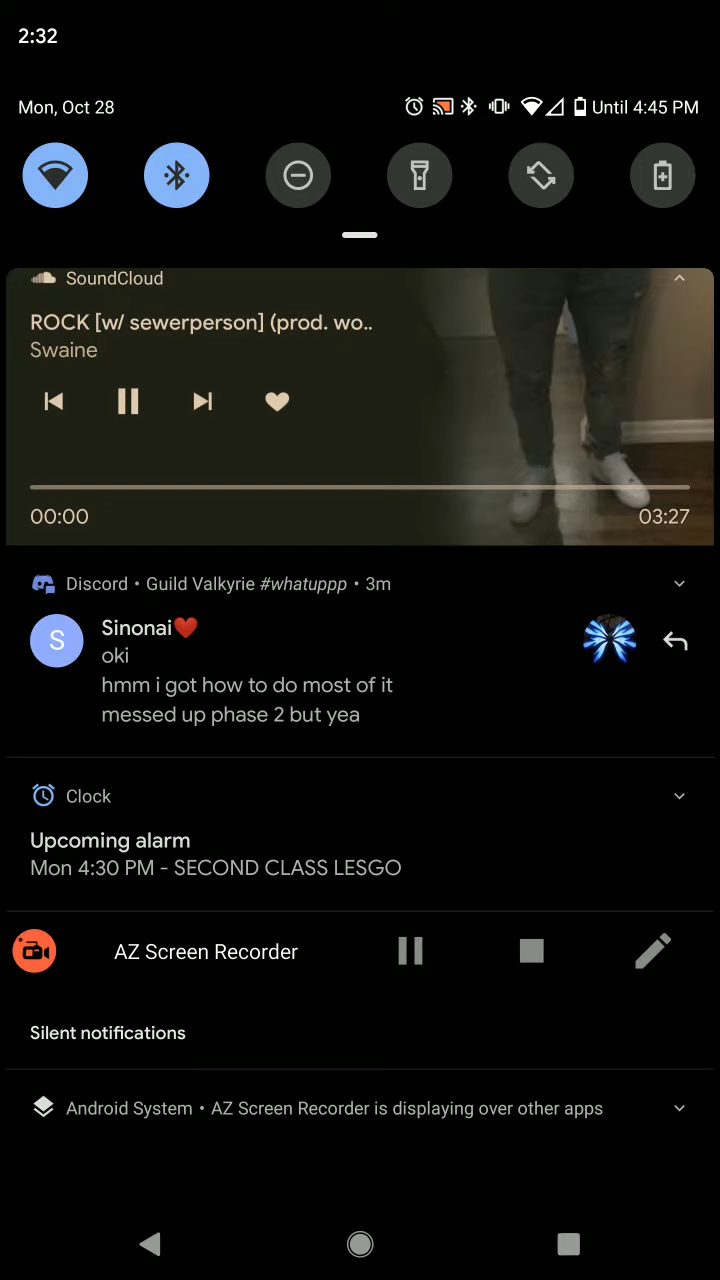 2:32
Mon, Oct 28
Until 4:45 PM
SoundCloud
ROCK [w/ sewerperson] (prod. wo..
Swaine
00:00
03:27
Discord • Guild Valkyrie #whatuppp • 3m
S
Sinonai❤️
oki
hmm i got how to do most of it
messed up phase 2 but yea
Clock
Upcoming alarm
Mon 4:30 PM - SECOND CLASS LESGO
AZ Screen Recorder
Silent notifications
Android System • AZ Screen Recorder is displaying over other apps